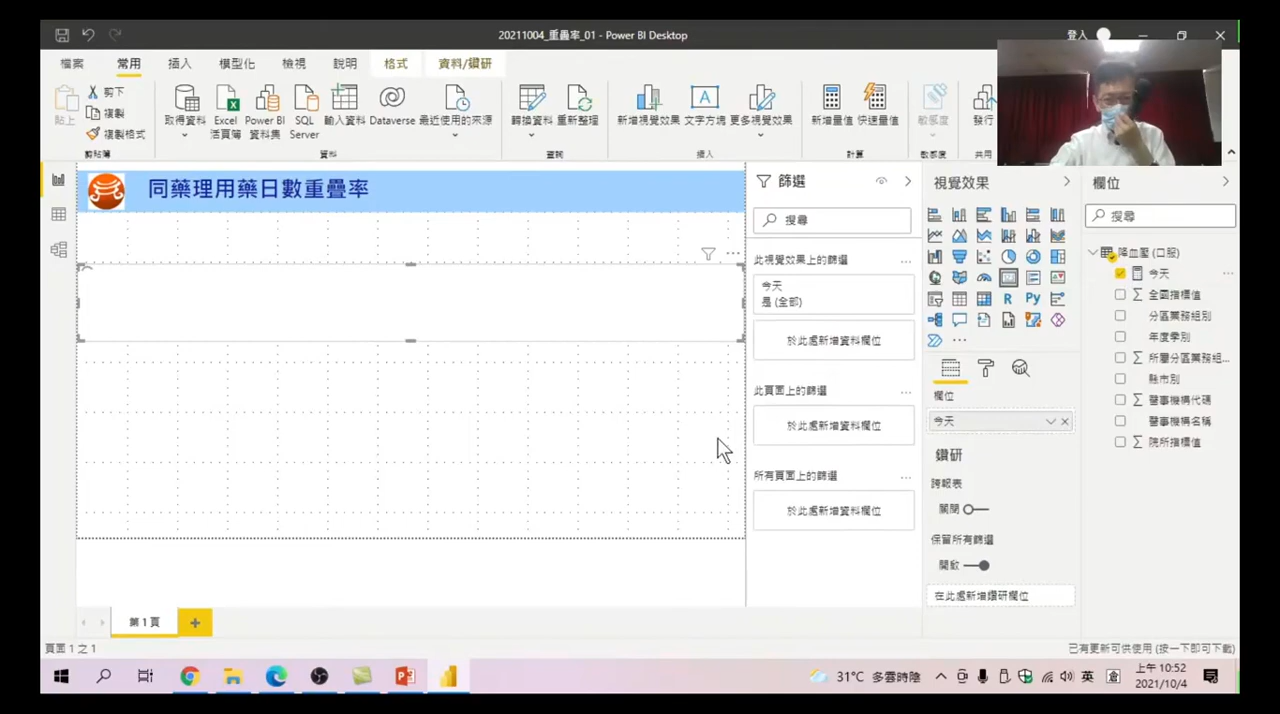 20211004_重疊率_01 - Power BI Desktop
登入
檔案 常用 插入 模型化 檢視 說明 格式 資料/鑽研
貼上
剪下
複製
複製格式
取得資料
Excel 活頁簿
Power BI 資料集
SQL Server
輸入資料
Dataverse
最近使用的來源
轉換資料
重新整理
新增視覺效果
文字方塊
更多視覺效果
新增量值
快速量值
敏感度
發行
剪貼簿 資料 查詢 插入 計算 敏感度 共用
同藥理用藥日數重疊率
篩選
搜尋
此視覺效果上的篩選
今天
是 (全部)
於此處新增資料欄位
此頁面上的篩選
於此處新增資料欄位
所有頁面上的篩選
於此處新增資料欄位
視覺效果
R Py
欄位
今天
鑽研
跨報表
關閉
保留所有篩選
開啟
在此處新增鑽研欄位
欄位
搜尋
降血壓 (口服)
今天
全國指標值
分區業務組別
年度季別
所屬分區業務組...
縣市別
醫事機構代碼
醫事機構名稱
院所指標值
第 1 頁
頁面 1 之 1
已有更新可供使用 (按一下即可下載)
31°C 多雲時陰
英
倉
上午 10:52
2021/10/4